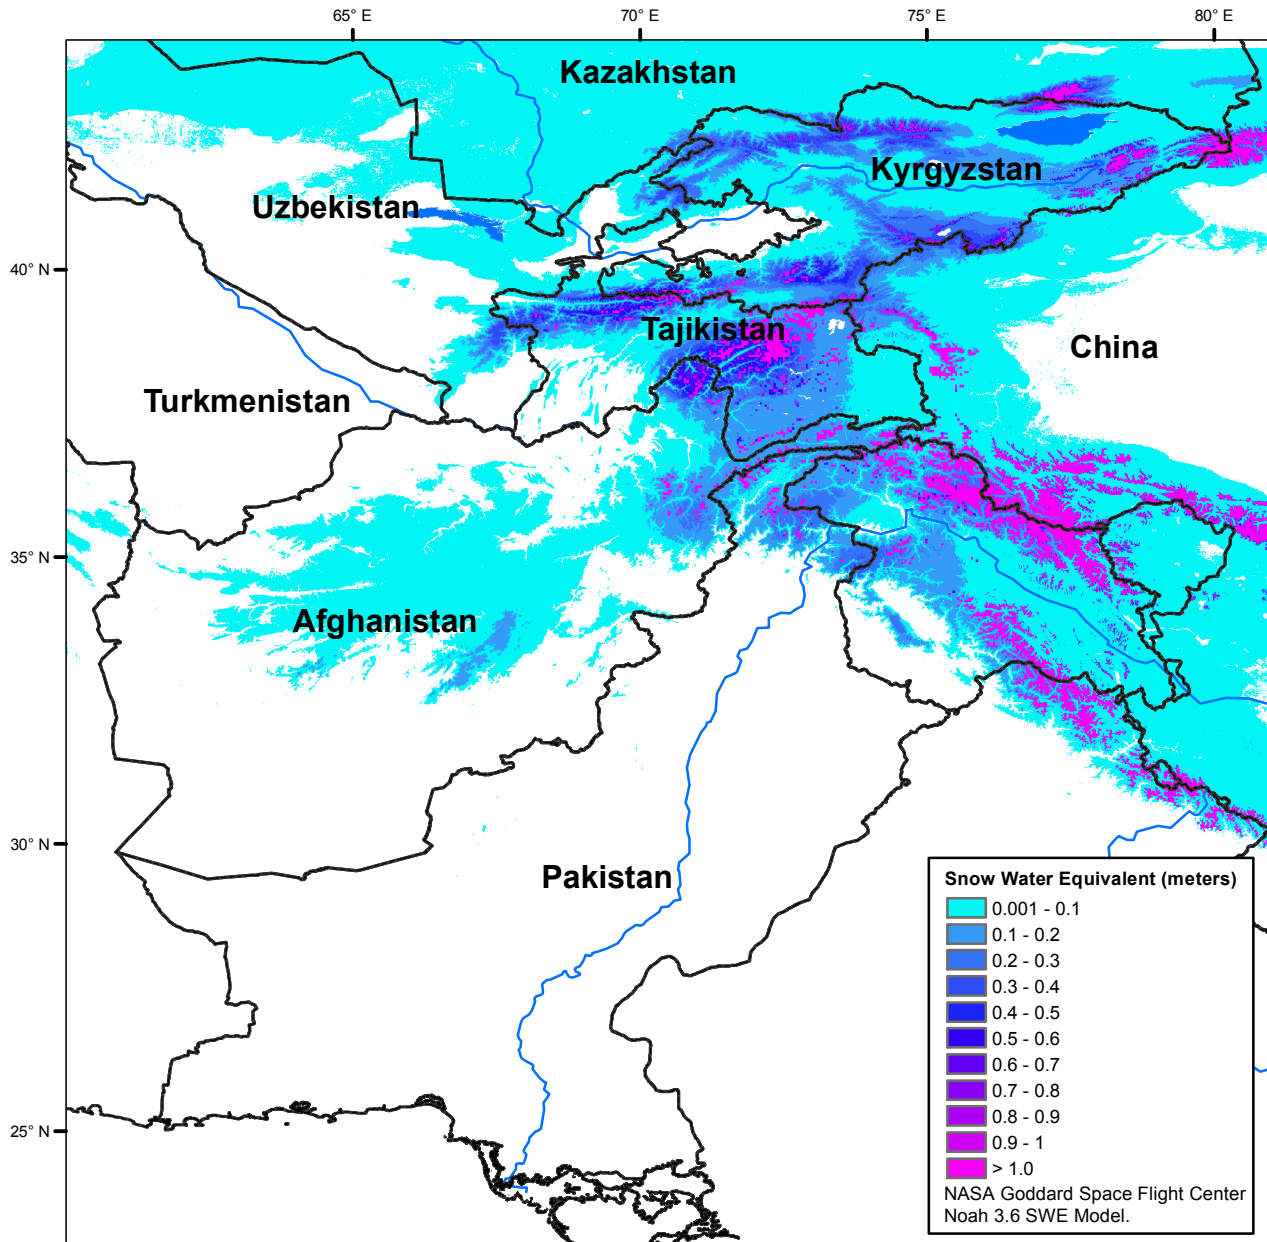 65° E
70° E
75° E
80° E
Kazakhstan
Kyrgyzstan
Uzbekistan
40° N
Tajikistan
China
Turkmenistan
35° N
Afghanistan
30° N
Pakistan
25° N
Snow Water Equivalent (meters)
0.001 - 0.1
0.1 - 0.2
0.2 - 0.3
0.3 - 0.4
0.4 - 0.5
0.5 - 0.6
0.6 - 0.7
0.7 - 0.8
0.8 - 0.9
0.9 - 1
> 1.0
NASA Goddard Space Flight Center
Noah 3.6 SWE Model.